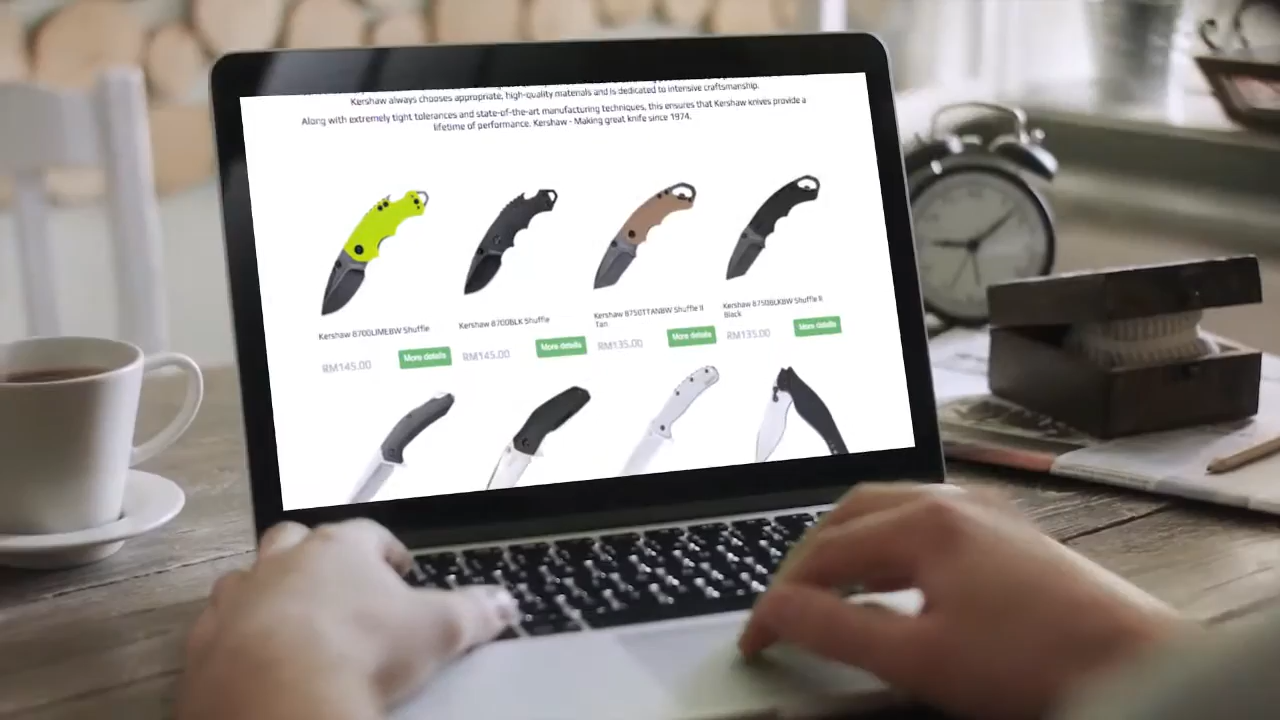 Kershaw always chooses appropriate, high-quality materials and is dedicated to intensive craftsmanship.
Along with extremely tight tolerances and state-of-the-art manufacturing techniques, this ensures that Kershaw knives provide a
lifetime of performance. Kershaw - Making great knife since 1974.
Kershaw 8700LIMEBW Shuffle
RM145.00
More details
Kershaw 8700BLK Shuffle
RM145.00
More details
Kershaw 8750TTANBW Shuffle II
Tan
RM135.00
More details
Kershaw 8750BLKBW Shuffle II
Black
RM135.00
More details